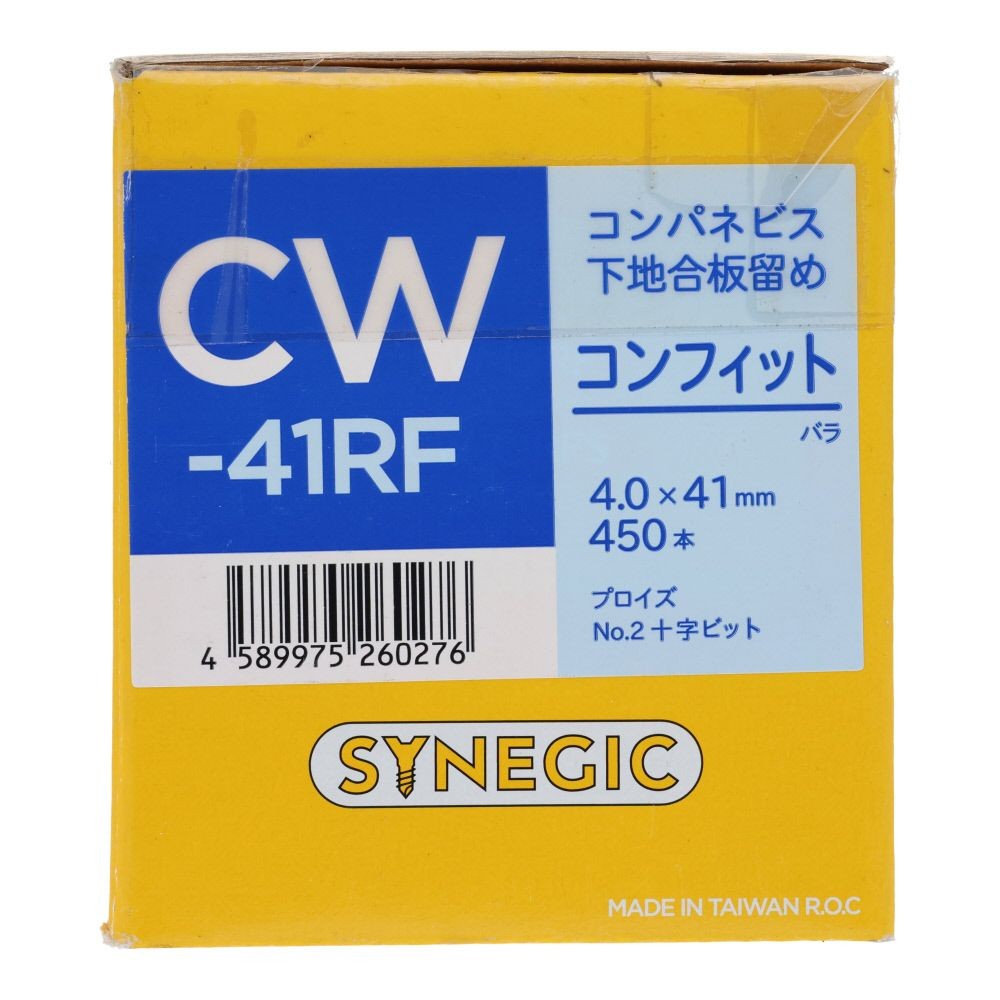 CW
-41RF
コンパネビス
下地合板留め
コンフィット
バラ
4.0×41mm
450本
プロイズ
No.2十字ビット
4 589975 260276
SYNEGIC
MADE IN TAIWAN R.O.C